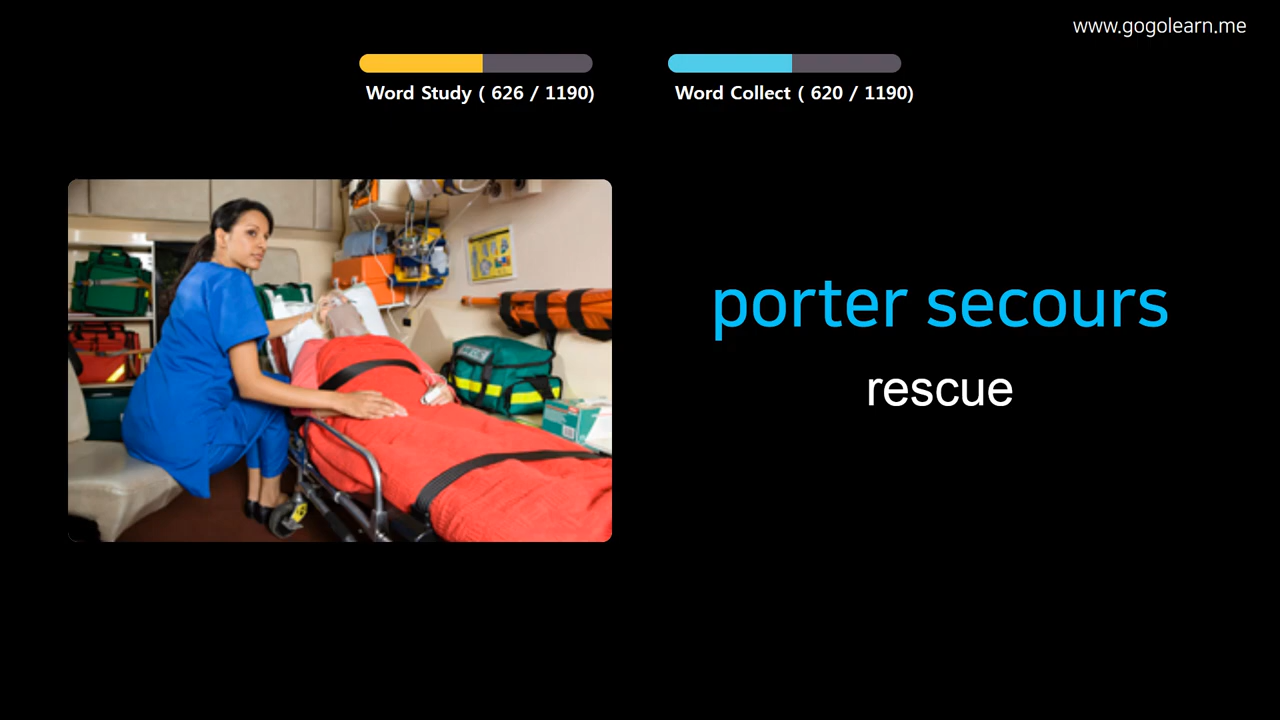 www.gogolearn.me
Word Study ( 626 / 1190)
Word Collect ( 620 / 1190)
porter secours
rescue